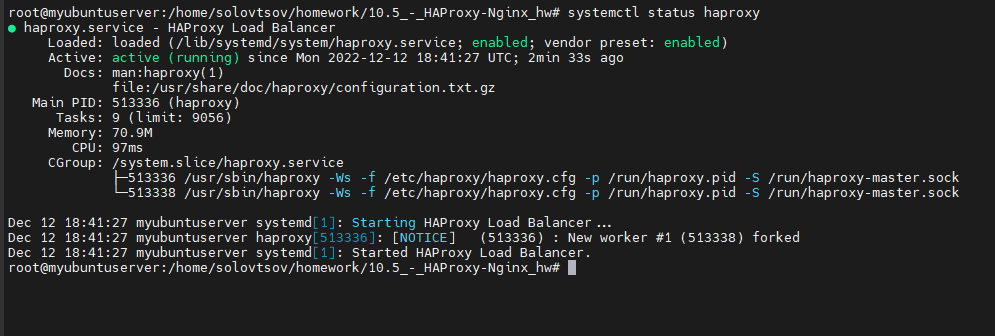 root@myubuntuserver:/home/solovtsov/homework/10.5_-_HAProxy-Nginx_hw# systemctl status haproxy
● haproxy.service - HAProxy Load Balancer
     Loaded: loaded (/lib/systemd/system/haproxy.service; enabled; vendor preset: enabled)
     Active: active (running) since Mon 2022-12-12 18:41:27 UTC; 2min 33s ago
       Docs: man:haproxy(1)
             file:/usr/share/doc/haproxy/configuration.txt.gz
   Main PID: 513336 (haproxy)
      Tasks: 9 (limit: 9056)
     Memory: 70.9M
        CPU: 97ms
     CGroup: /system.slice/haproxy.service
             ├─513336 /usr/sbin/haproxy -Ws -f /etc/haproxy/haproxy.cfg -p /run/haproxy.pid -S /run/haproxy-master.sock
             └─513338 /usr/sbin/haproxy -Ws -f /etc/haproxy/haproxy.cfg -p /run/haproxy.pid -S /run/haproxy-master.sock
Dec 12 18:41:27 myubuntuserver systemd[1]: Starting HAProxy Load Balancer...
Dec 12 18:41:27 myubuntuserver haproxy[513336]: [NOTICE]   (513336) : New worker #1 (513338) forked
Dec 12 18:41:27 myubuntuserver systemd[1]: Started HAProxy Load Balancer.
root@myubuntuserver:/home/solovtsov/homework/10.5_-_HAProxy-Nginx_hw#